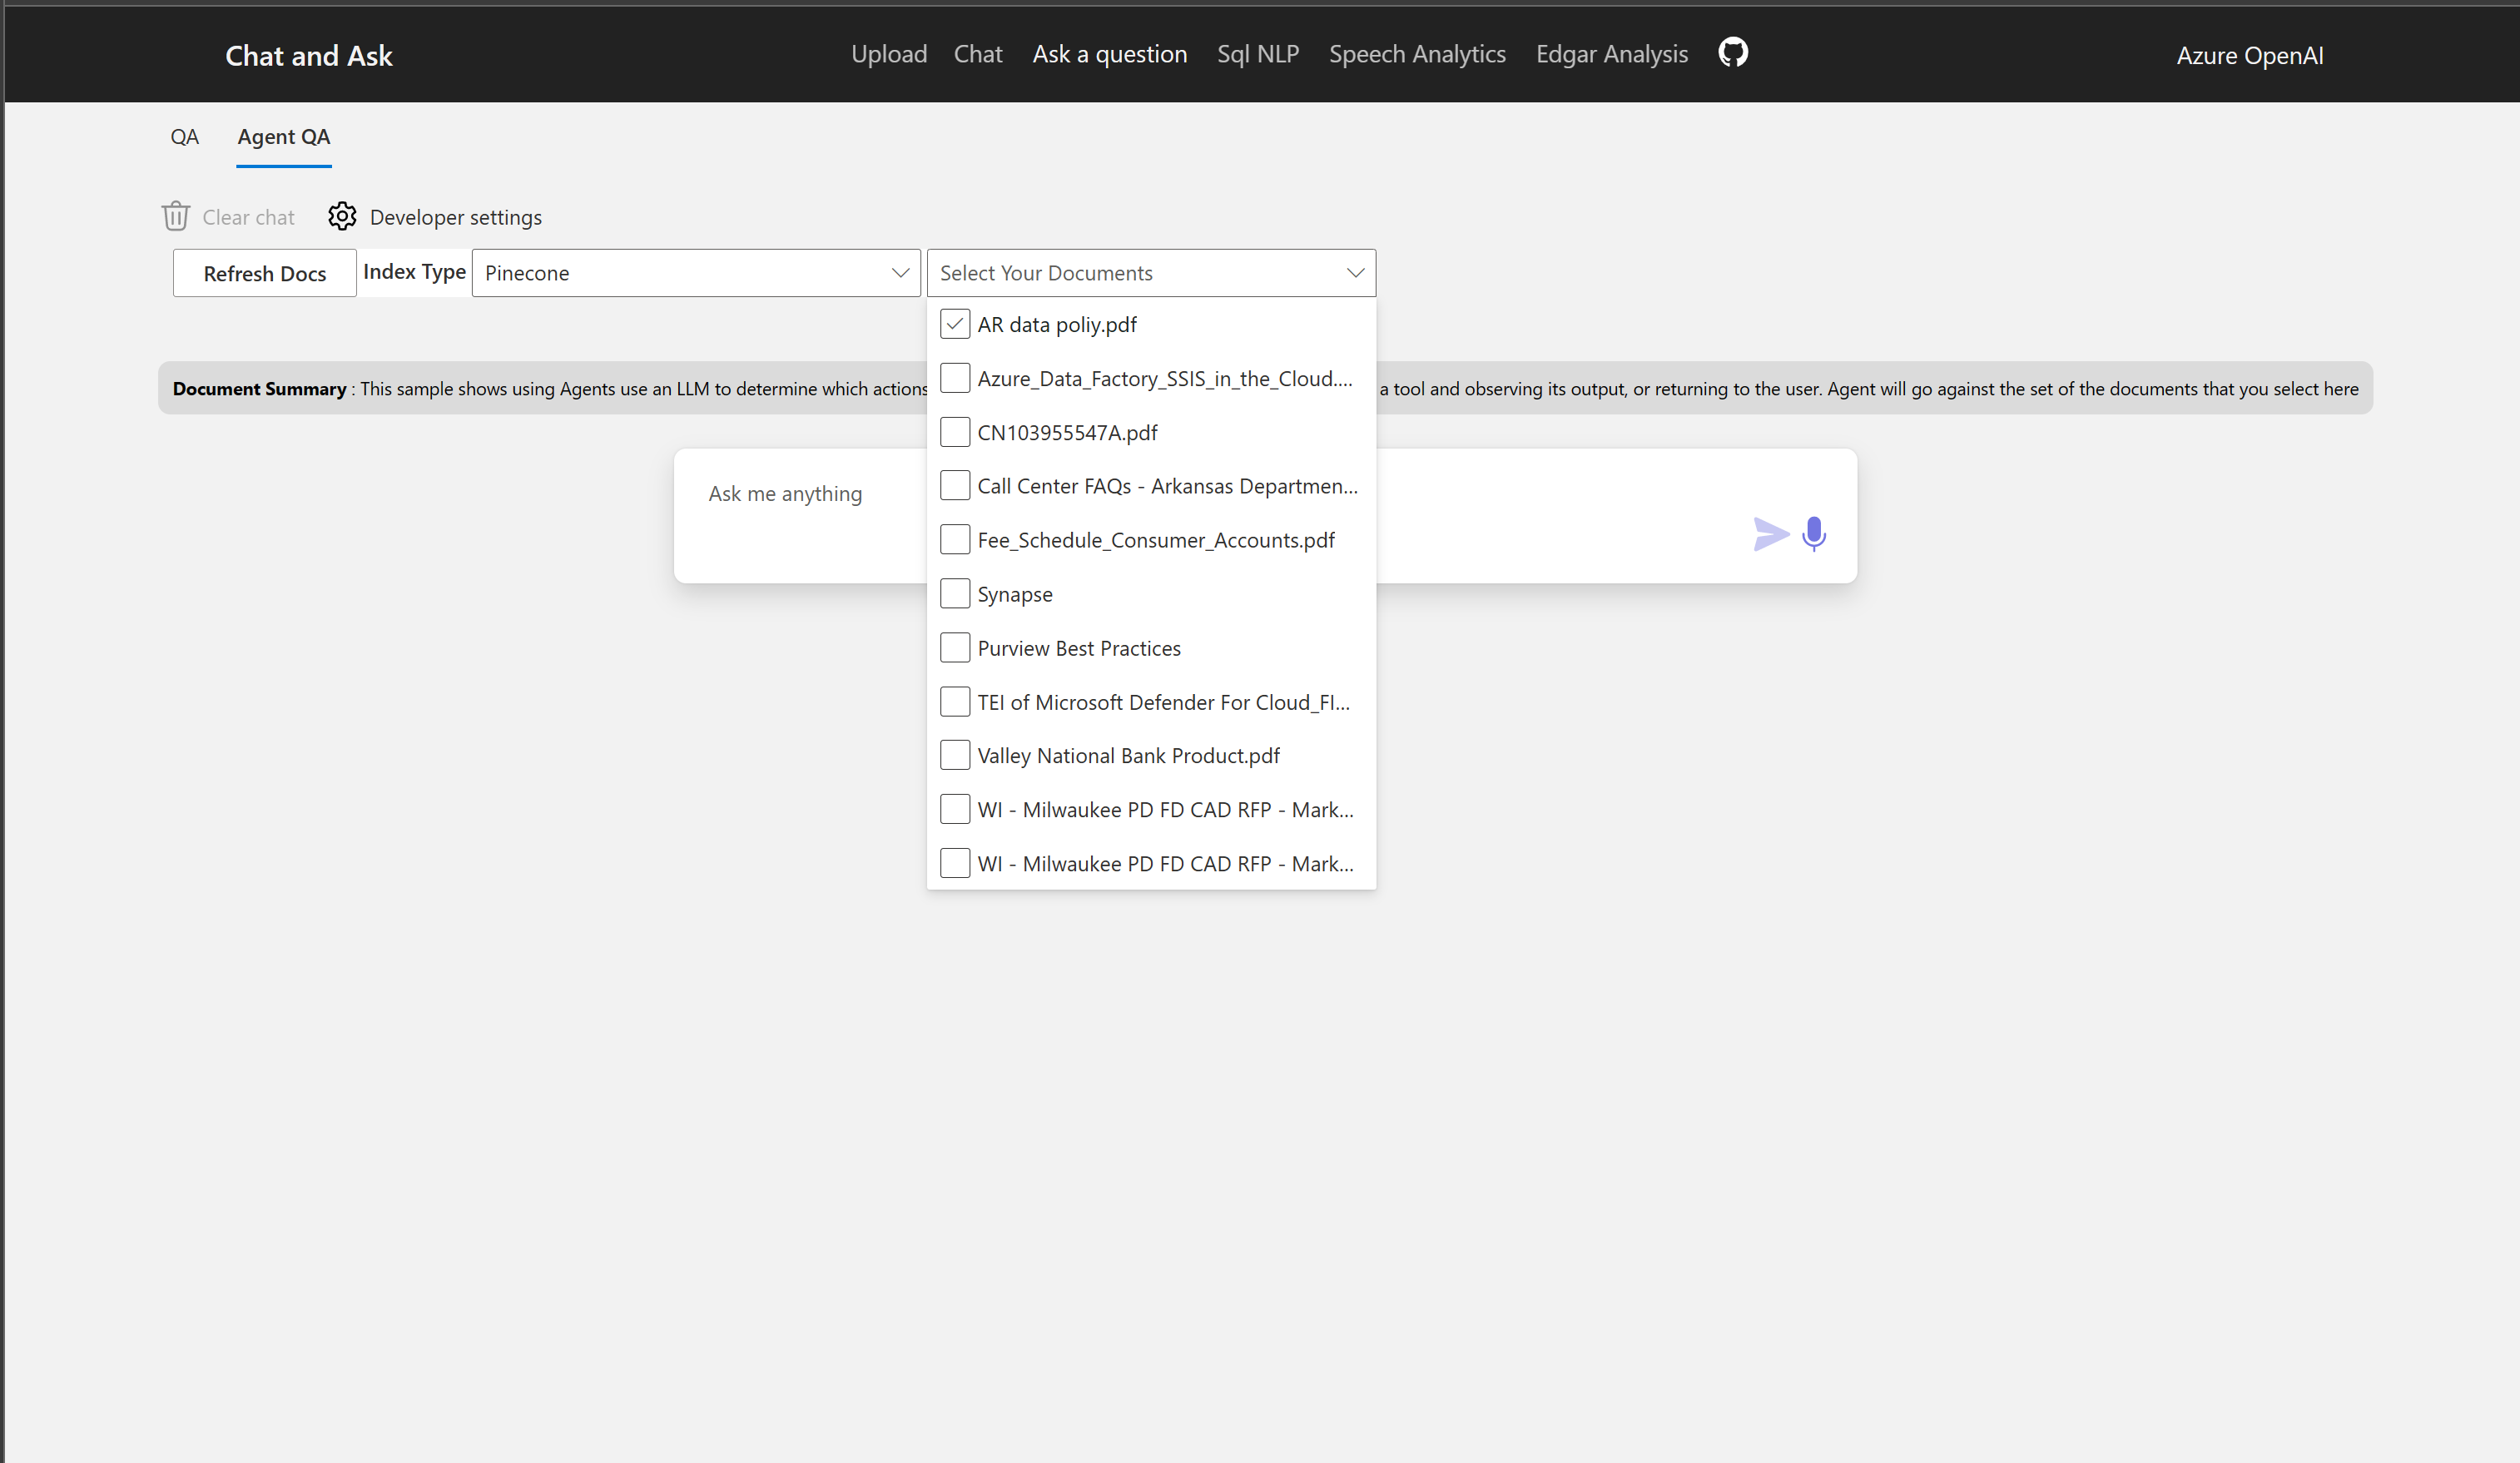 Chat and Ask
Upload Chat Ask a question Sql NLP Speech Analytics Edgar Analysis
Azure OpenAI
QA Agent QA
Clear chat Developer settings
Refresh Docs Index Type Pinecone Select Your Documents
AR data poliy.pdf
Azure_Data_Factory_SSIS_in_the_Cloud....
CN103955547A.pdf
Call Center FAQs - Arkansas Departmen...
Fee_Schedule_Consumer_Accounts.pdf
Synapse
Purview Best Practices
TEI of Microsoft Defender For Cloud_FI...
Valley National Bank Product.pdf
WI - Milwaukee PD FD CAD RFP - Mark...
WI - Milwaukee PD FD CAD RFP - Mark...
Document Summary : This sample shows using Agents use an LLM to determine which actions a tool and observing its output, or returning to the user. Agent will go against the set of the documents that you select here
Ask me anything